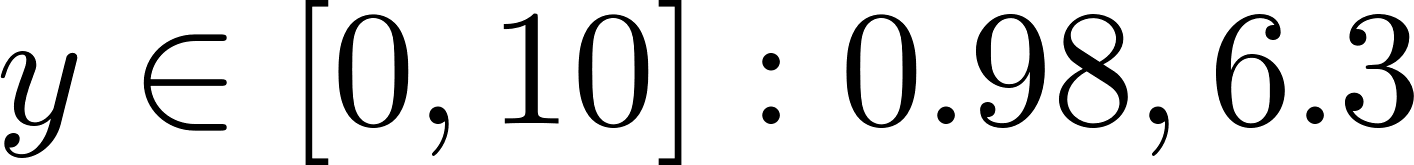 y ∈ [0, 10] : 0.98, 6.3